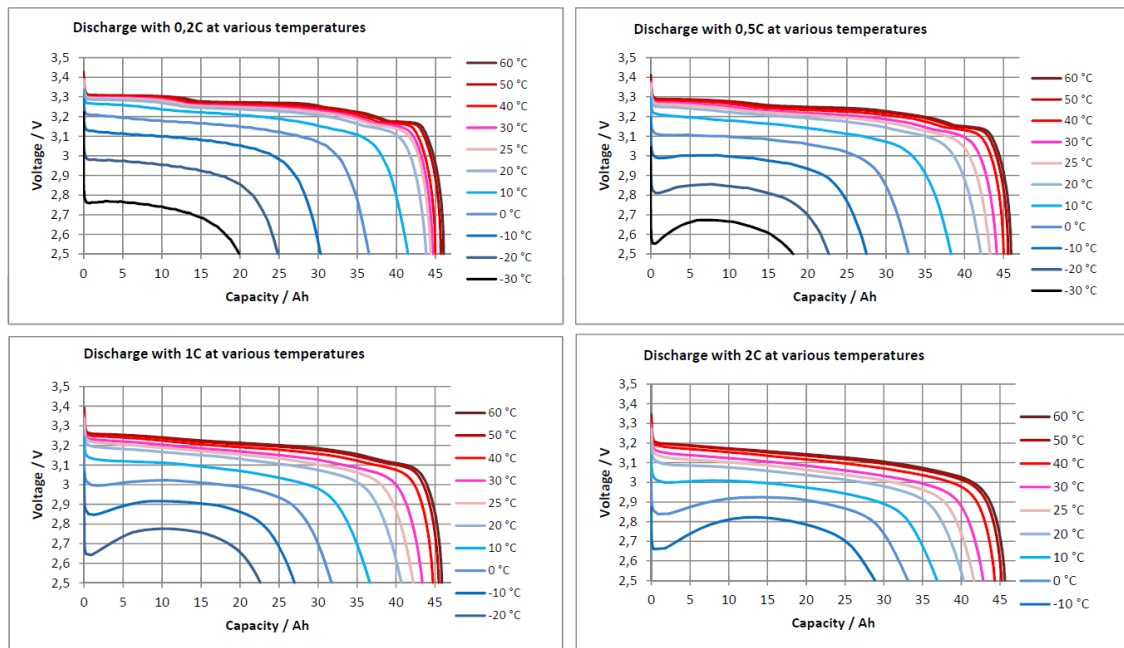 Discharge with 0,2C at various temperatures
3,5
3,4
3,3
3,2
3,1
3
2,9
2,8
2,7
2,6
2,5
Voltage / V
0 5 10 15 20 25 30 35 40 45
Capacity / Ah
60 °C
50 °C
40 °C
30 °C
25 °C
20 °C
10 °C
0 °C
-10 °C
-20 °C
-30 °C
Discharge with 0,5C at various temperatures
3,5
3,4
3,3
3,2
3,1
3
2,9
2,8
2,7
2,6
2,5
Voltage / V
0 5 10 15 20 25 30 35 40 45
Capacity / Ah
60 °C
50 °C
40 °C
30 °C
25 °C
20 °C
10 °C
0 °C
-10 °C
-20 °C
-30 °C
Discharge with 1C at various temperatures
3,5
3,4
3,3
3,2
3,1
3
2,9
2,8
2,7
2,6
2,5
Voltage / V
0 5 10 15 20 25 30 35 40 45
Capacity / Ah
60 °C
50 °C
40 °C
30 °C
25 °C
20 °C
10 °C
0 °C
-10 °C
-20 °C
Discharge with 2C at various temperatures
3,5
3,4
3,3
3,2
3,1
3
2,9
2,8
2,7
2,6
2,5
Voltage / V
0 5 10 15 20 25 30 35 40 45
Capacity / Ah
60 °C
50 °C
40 °C
30 °C
25 °C
20 °C
10 °C
0 °C
-10 °C